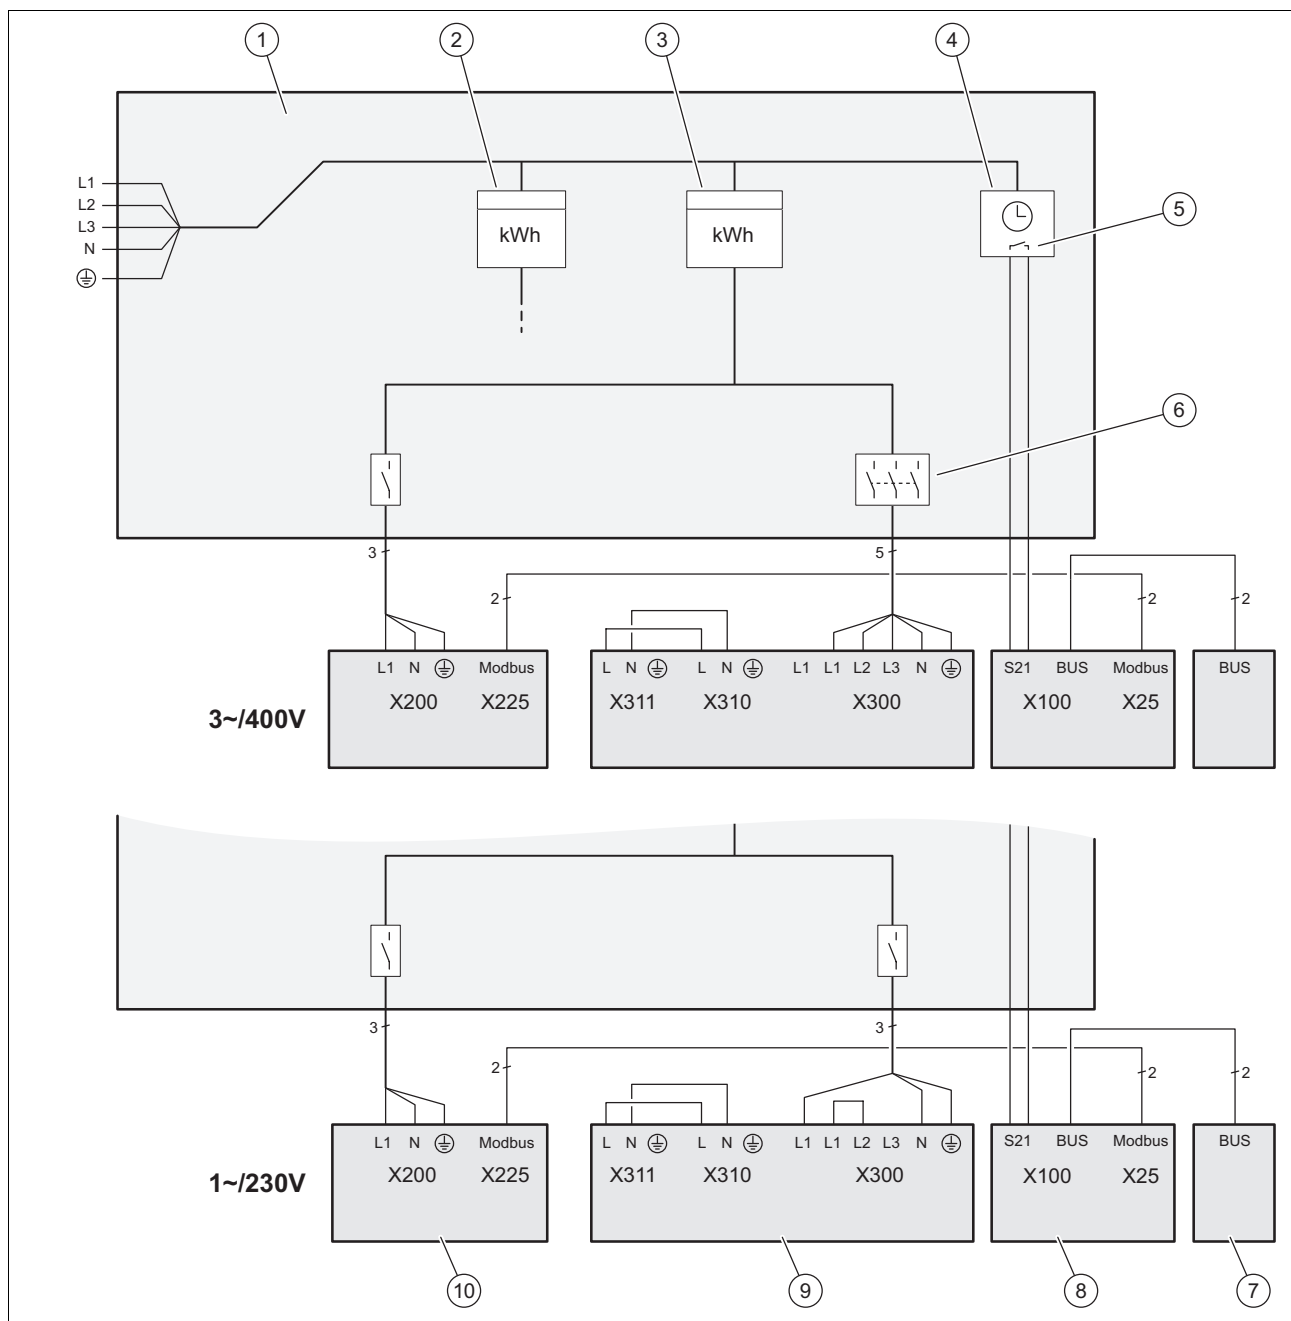 1 2 3 4
L1
L2
L3
N
kWh kWh
5
6
3 5
2 2 2
L1 N Modbus L N L N L1 L1 L2 L3 N S21 BUS Modbus BUS
X200 X225 X311 X310 X300 X100 X25
3~/400V
3 3
2 2 2
L1 N Modbus L N L N L1 L1 L2 L3 N S21 BUS Modbus BUS
X200 X225 X311 X310 X300 X100 X25
1~/230V
10 9 8 7